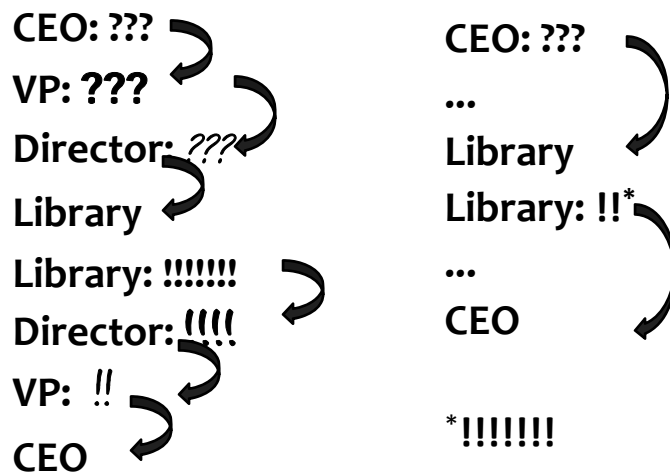 CEO: ???
VP: ???
Director: ???
Library
Library: !!!!!!!
Director: !!!!
VP: !!
CEO
CEO: ???
...
Library
Library: !!*
...
CEO
*!!!!!!!